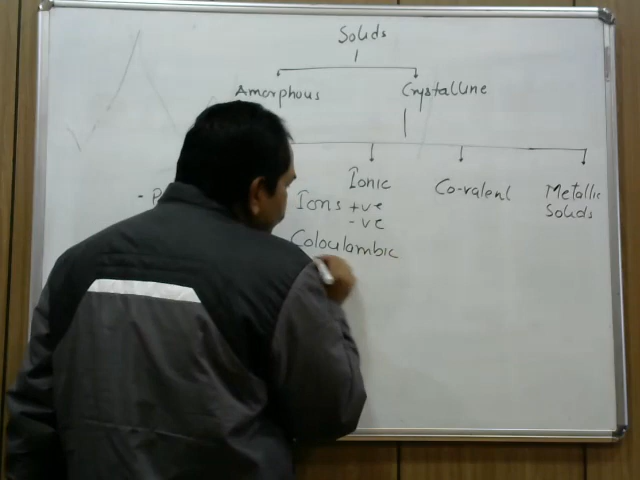 Solids
Amorphous Crystalline
Ionic Co-valent Metallic Solids
Ions +ve
-ve
Coloulambic